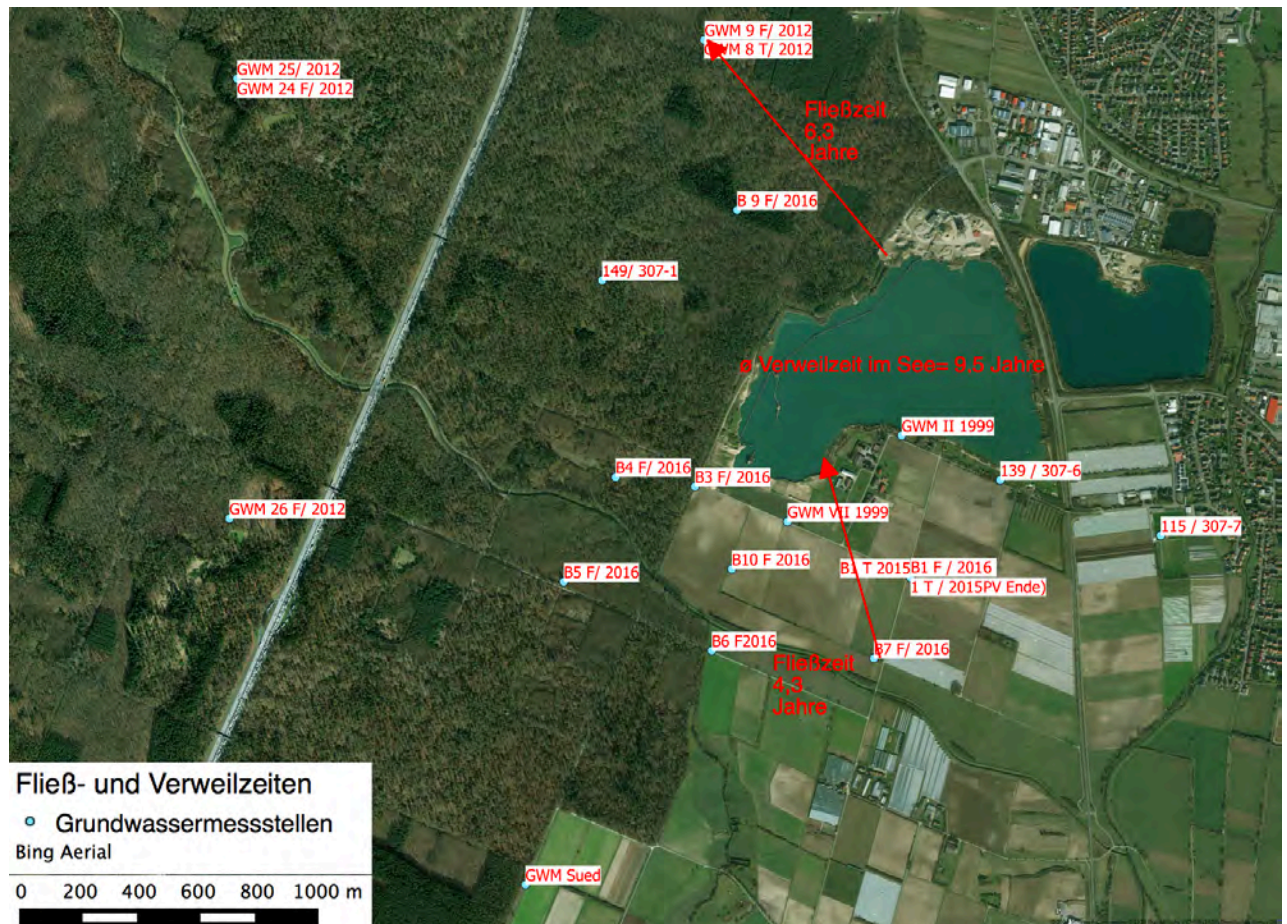 GWM 9 F/ 2012
GWM 8 T/ 2012
GWM 25/ 2012
GWM 24 F/ 2012
Fließzeit
6,3
Jahre
B 9 F/ 2016
149/ 307-1
ø Verweilzeit im See= 9,5 Jahre
GWM II 1999
B4 F/ 2016
B3 F/ 2016
139 / 307-6
GWM 26 F/ 2012
GWM VII 1999
115 / 307-7
B10 F 2016
B1 T 2015
B1 F / 2016
1 T / 2015PV Ende)
B5 F/ 2016
B6 F2016
B7 F/ 2016
Fließzeit
4,3
Jahre
GWM Sued
Fließ- und Verweilzeiten
Grundwassermessstellen
Bing Aerial
0 200 400 600 800 1000 m